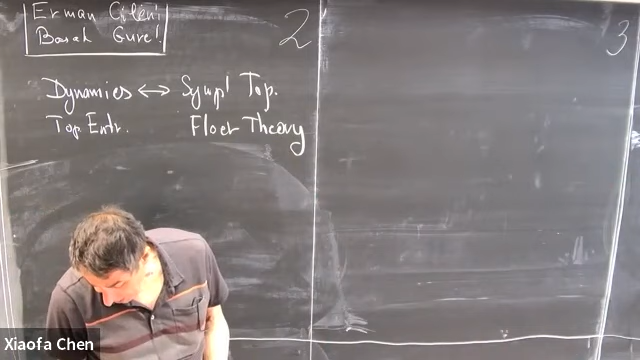 Erman Çineli
Başak Gürel
2
3
Dynamics ↔ Sympl Top.
Top. Entr. Floer Theory
Xiaofa Chen